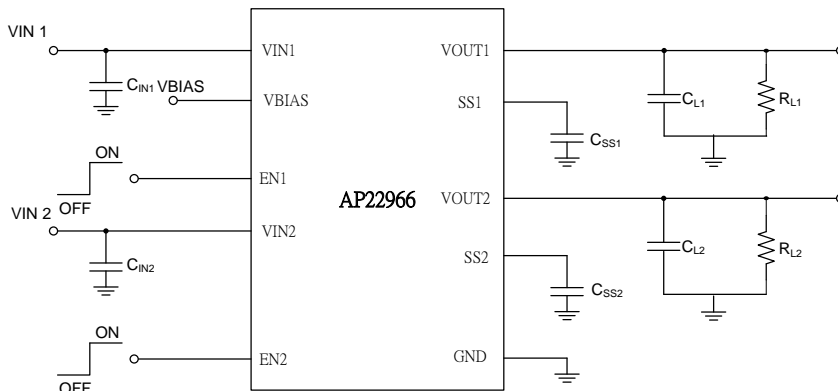 VIN 1
VIN1
VOUT1
CIN1
VBIAS
VBIAS
SS1
CL1
RL1
CSS1
ON
EN1
OFF
AP22966
VOUT2
VIN 2
VIN2
CIN2
SS2
CL2
RL2
CSS2
ON
EN2
GND
OFF